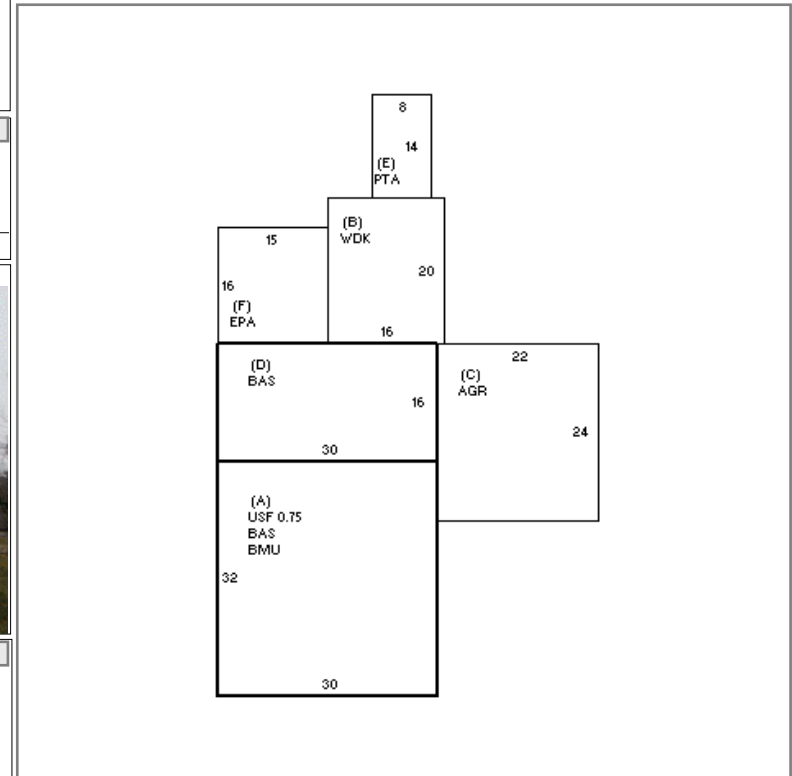 8
14
(E)
PTA
(B)
WDK
20
16
15
16
(F)
EPA
(D)
BAS
16
30
22
(C)
AGR
24
(A)
USF 0.75
BAS
BMU
32
30